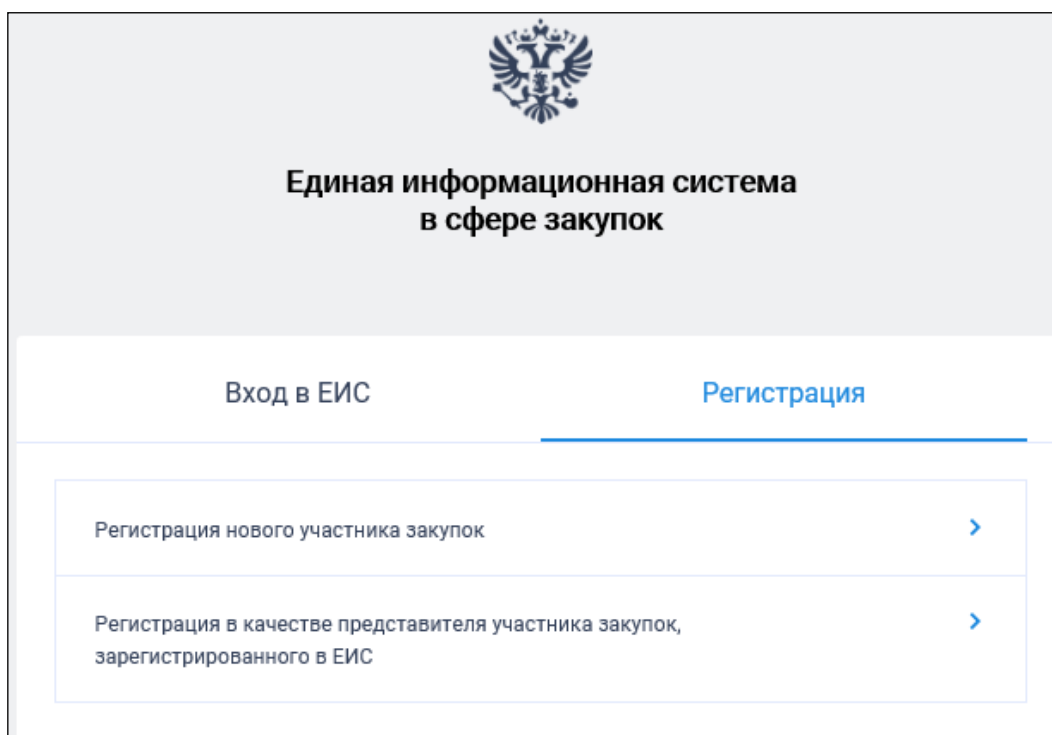 Единая информационная система
в сфере закупок
Вход в ЕИС
Регистрация
Регистрация нового участника закупок
Регистрация в качестве представителя участника закупок,
зарегистрированного в ЕИС